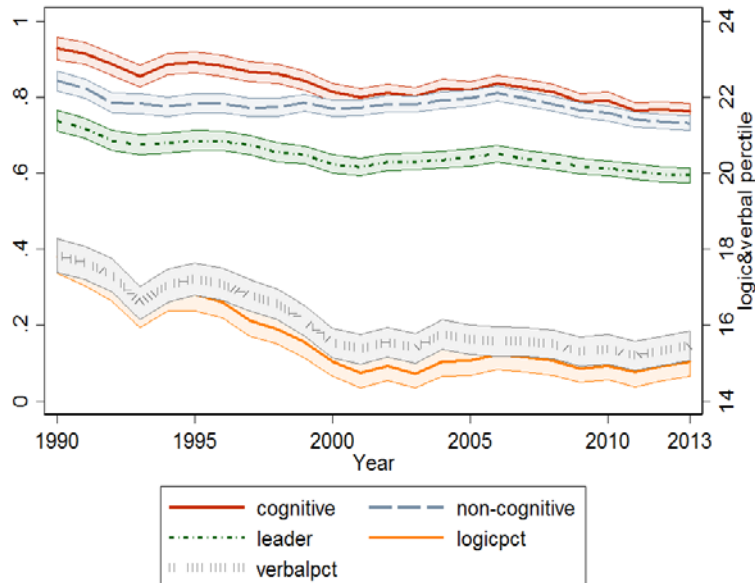 1
.8
.6
.4
.2
0
24
22
20
18
16
14
logic&verbal perctile
1990
1995
2000
2005
2010
2013
Year
cognitive
non-cognitive
leader
logicpct
verbalpct